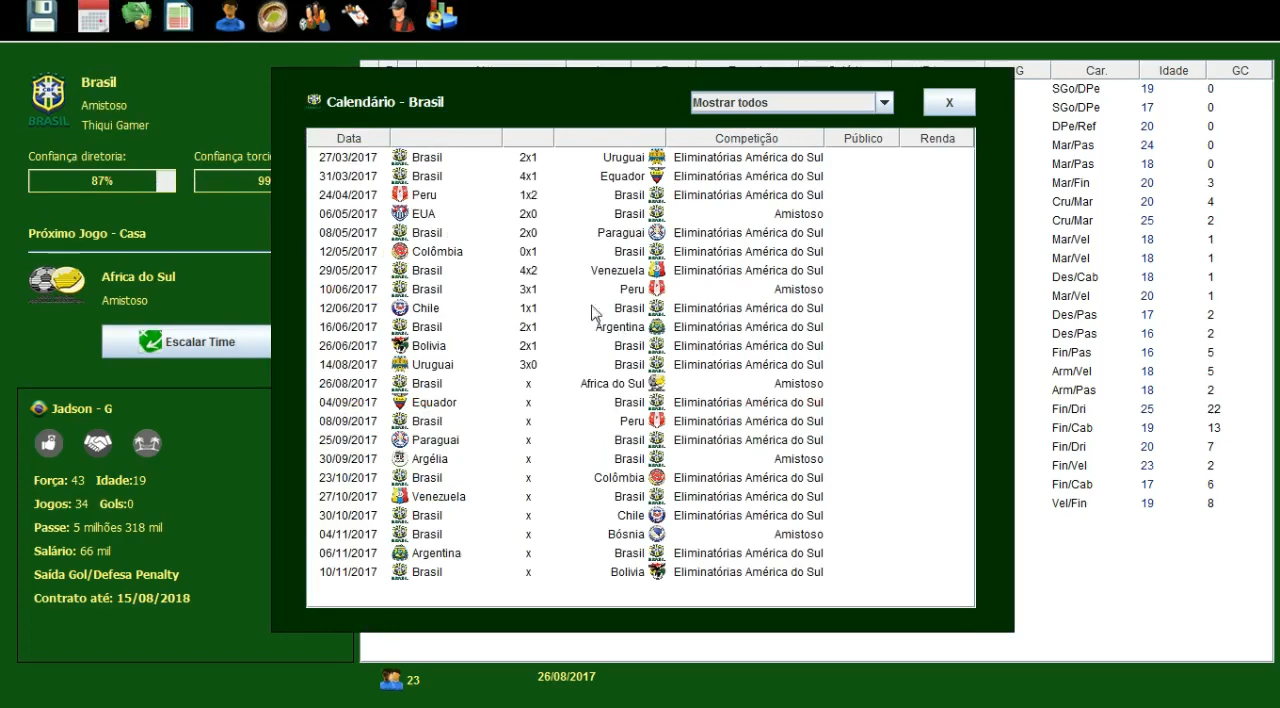 Brasil
Amistoso
Thiqui Gamer
BRASIL
Confiança diretoria:
Confiança torci
87%
99
Próximo Jogo - Casa
Africa do Sul
Amistoso
Escalar Time
Jadson - G
Força: 43 Idade:19
Jogos: 34 Gols:0
Passe: 5 milhões 318 mil
Salário: 66 mil
Saída Gol/Defesa Penalty
Contrato até: 15/08/2018
Calendário - Brasil
Mostrar todos
X
Data Competição Público Renda
27/03/2017 Brasil 2x1 Uruguai Eliminatórias América do Sul
31/03/2017 Brasil 4x1 Equador Eliminatórias América do Sul
24/04/2017 Peru 1x2 Brasil Eliminatórias América do Sul
06/05/2017 EUA 2x0 Brasil Amistoso
08/05/2017 Brasil 2x0 Paraguai Eliminatórias América do Sul
12/05/2017 Colômbia 0x1 Brasil Eliminatórias América do Sul
29/05/2017 Brasil 4x2 Venezuela Eliminatórias América do Sul
10/06/2017 Brasil 3x1 Peru Amistoso
12/06/2017 Chile 1x1 Brasil Eliminatórias América do Sul
16/06/2017 Brasil 2x1 Argentina Eliminatórias América do Sul
26/06/2017 Bolivia 2x1 Brasil Eliminatórias América do Sul
14/08/2017 Uruguai 3x0 Brasil Eliminatórias América do Sul
26/08/2017 Brasil x Africa do Sul Amistoso
04/09/2017 Equador x Brasil Eliminatórias América do Sul
08/09/2017 Brasil x Peru Eliminatórias América do Sul
25/09/2017 Paraguai x Brasil Eliminatórias América do Sul
30/09/2017 Argélia x Brasil Amistoso
23/10/2017 Brasil x Colômbia Eliminatórias América do Sul
27/10/2017 Venezuela x Brasil Eliminatórias América do Sul
30/10/2017 Brasil x Chile Eliminatórias América do Sul
04/11/2017 Brasil x Bósnia Amistoso
06/11/2017 Argentina x Brasil Eliminatórias América do Sul
10/11/2017 Brasil x Bolivia Eliminatórias América do Sul
G Car. Idade GC
SGo/DPe 19 0
SGo/DPe 17 0
DPe/Ref 20 0
Mar/Pas 24 0
Mar/Pas 18 0
Mar/Fin 20 3
Cru/Mar 20 4
Cru/Mar 25 2
Mar/Vel 18 1
Mar/Vel 18 1
Des/Cab 18 1
Mar/Vel 20 1
Des/Pas 17 2
Des/Pas 16 2
Fin/Pas 16 5
Arm/Vel 18 5
Arm/Pas 18 2
Fin/Dri 25 22
Fin/Cab 19 13
Fin/Dri 20 7
Fin/Vel 23 2
Fin/Cab 17 6
Vel/Fin 19 8
23
26/08/2017